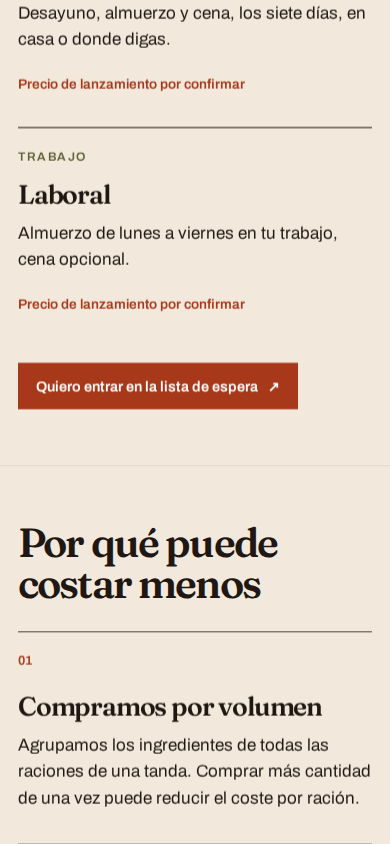 Desayuno, almuerzo y cena, los siete días, en
casa o donde digas.
Precio de lanzamiento por confirmar
TRABAJO
Laboral
Almuerzo de lunes a viernes en tu trabajo,
cena opcional.
Precio de lanzamiento por confirmar
Quiero entrar en la lista de espera ↗
Por qué puede
costar menos
01
Compramos por volumen
Agrupamos los ingredientes de todas las
raciones de una tanda. Comprar más cantidad
de una vez puede reducir el coste por ración.